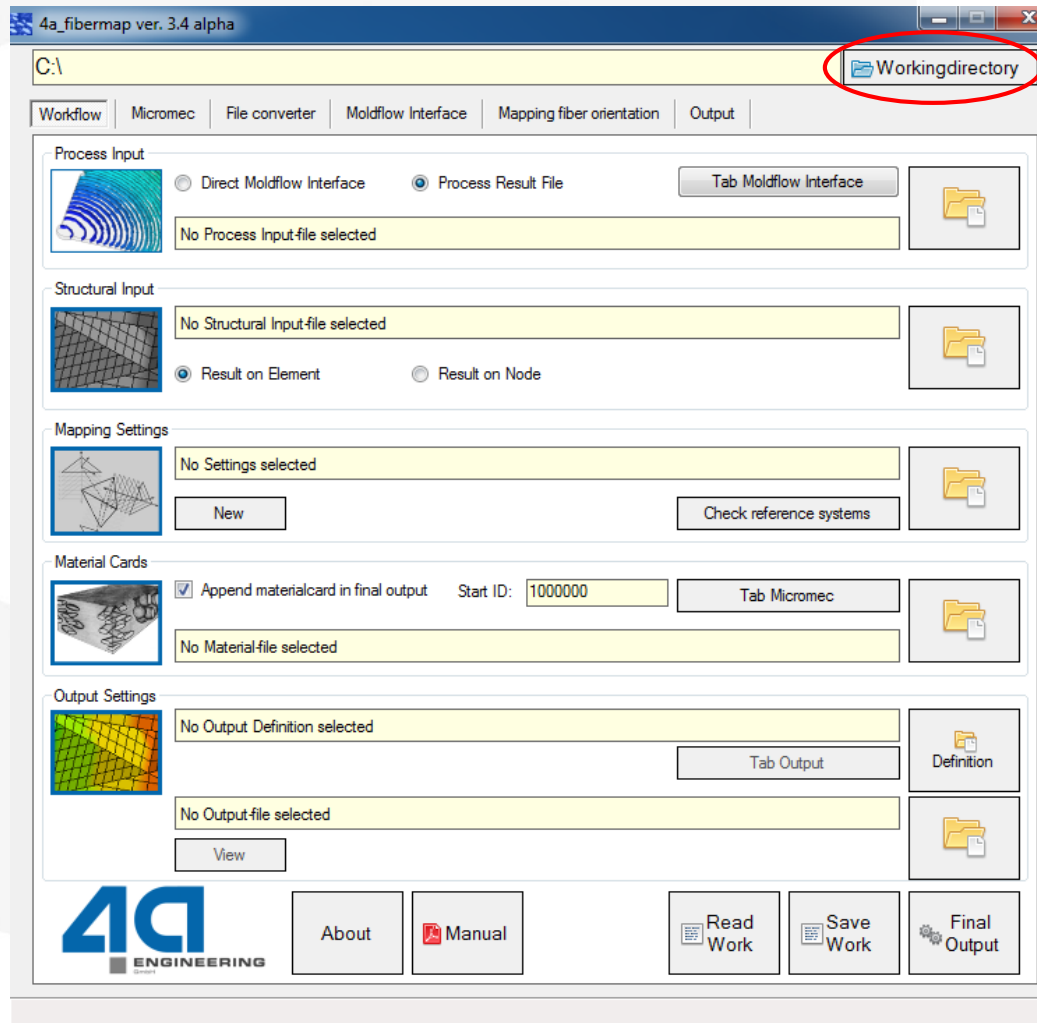 4a_fibermap ver. 3.4 alpha
C:\
Workingdirectory
Workflow Micromec File converter Moldflow Interface Mapping fiber orientation Output
Process Input
Direct Moldflow Interface Process Result File Tab Moldflow Interface
No Process Input-file selected
Structural Input
No Structural Input-file selected
Result on Element Result on Node
Mapping Settings
No Settings selected
New Check reference systems
Material Cards
Append materialcard in final output Start ID: 1000000 Tab Micromec
No Material-file selected
Output Settings
No Output Definition selected
Tab Output Definition
No Output-file selected
View
4a
ENGINEERING
GmbH
About
Manual
Read
Work
Save
Work
Final
Output